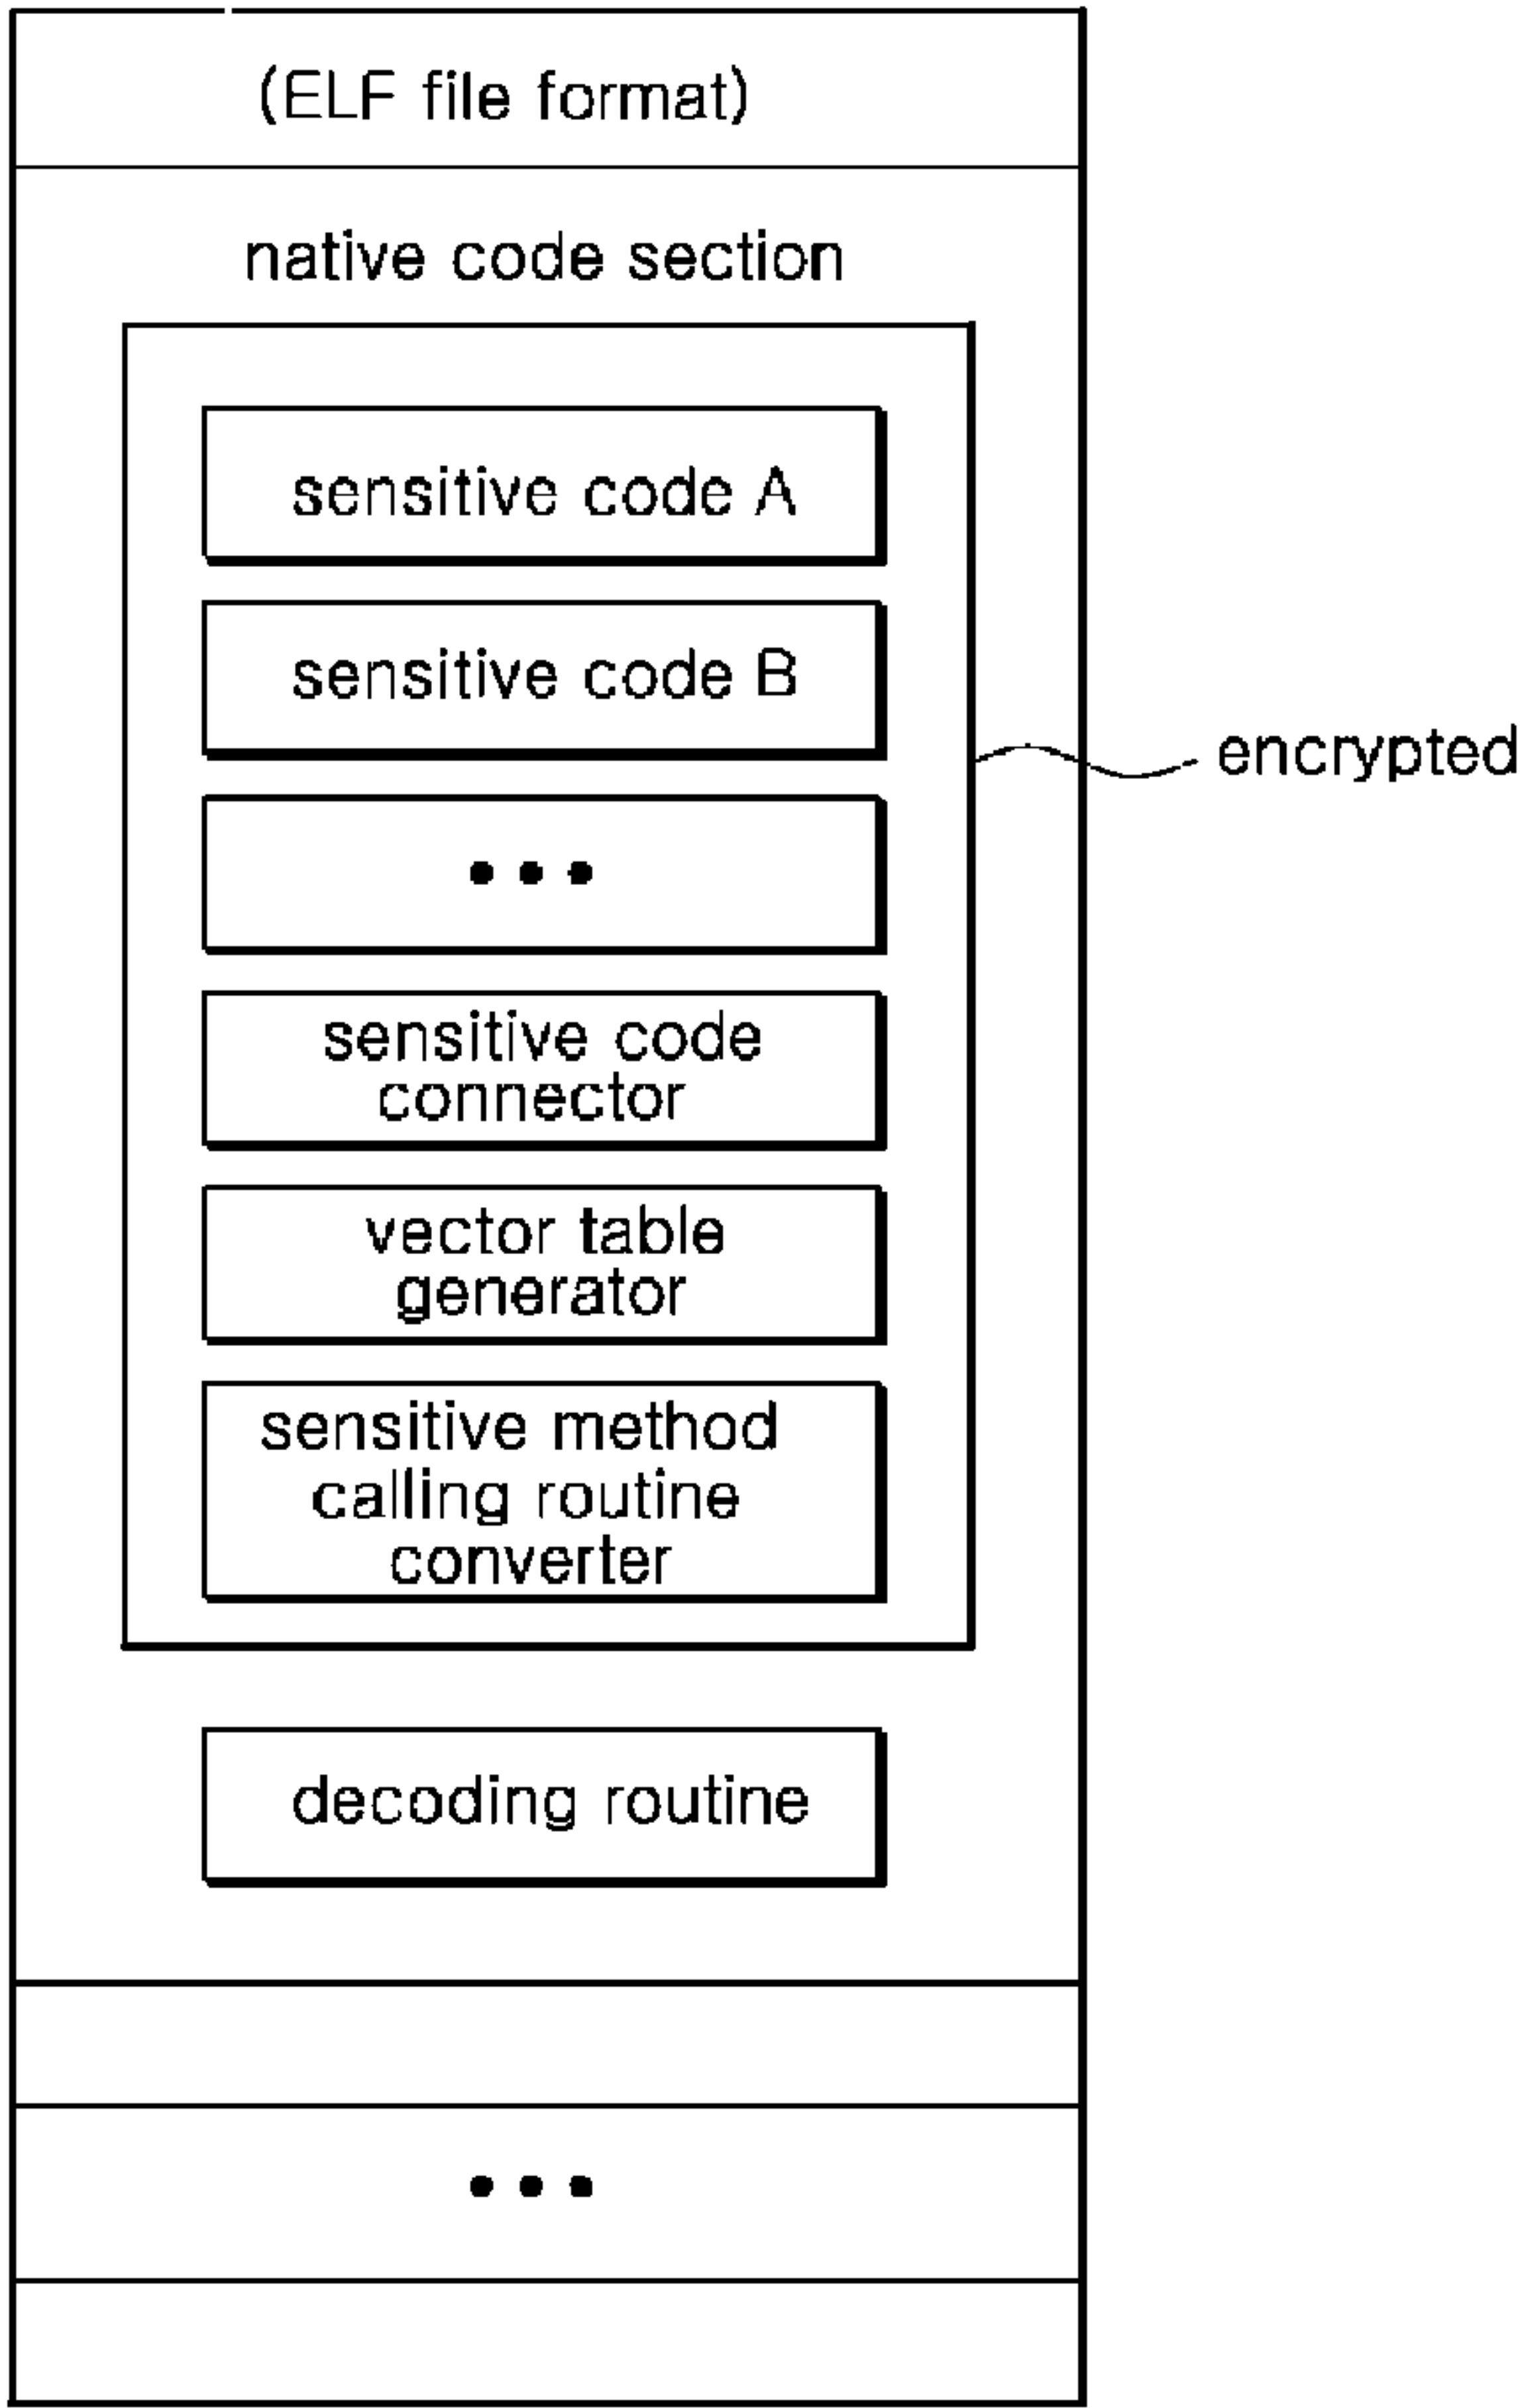 (ELF file format)
native code section
sensitive code A
sensitive code B
•••
sensitive code
connector
vector table
generator
sensitive method
calling routine
converter
encrypted
decoding routine
•••